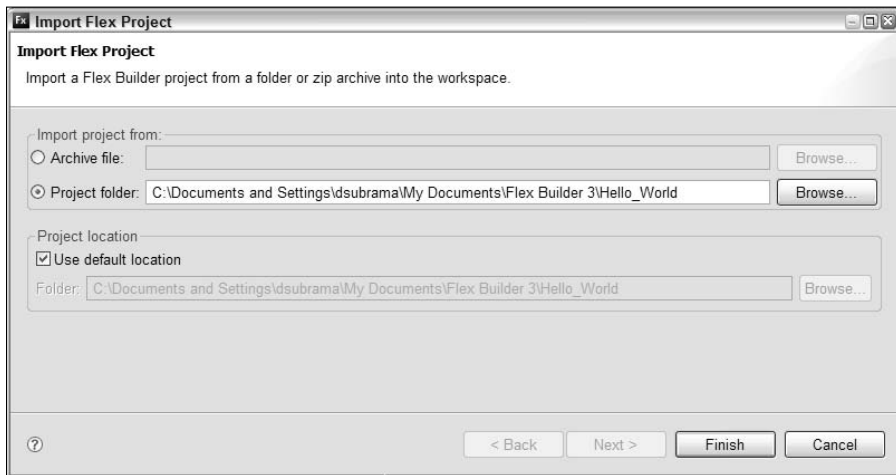 Fx Import Flex Project
Import Flex Project
Import a Flex Builder project from a folder or zip archive into the workspace.
Import project from:
Archive file: Browse...
Project folder: C:\Documents and Settings\dsubrama\My Documents\Flex Builder 3\Hello_World Browse...
Project location
Use default location
Folder: C:\Documents and Settings\dsubrama\My Documents\Flex Builder 3\Hello_World Browse...
? < Back Next > Finish Cancel